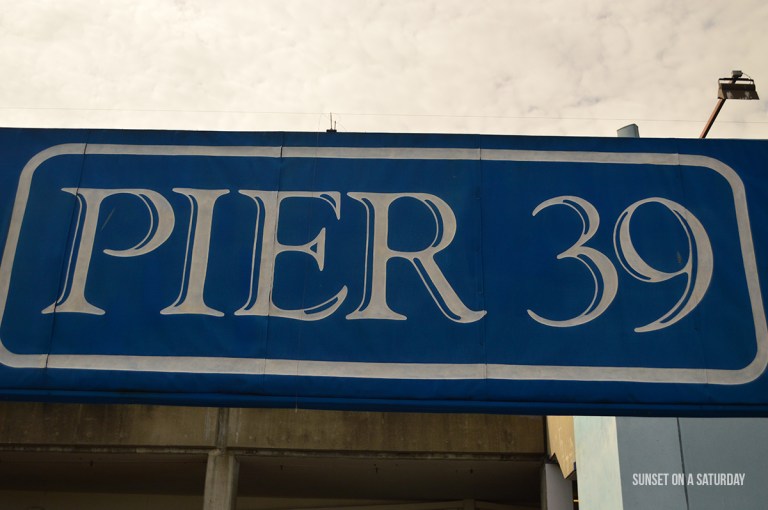 PIER 39
SUNSET ON A SATURDAY